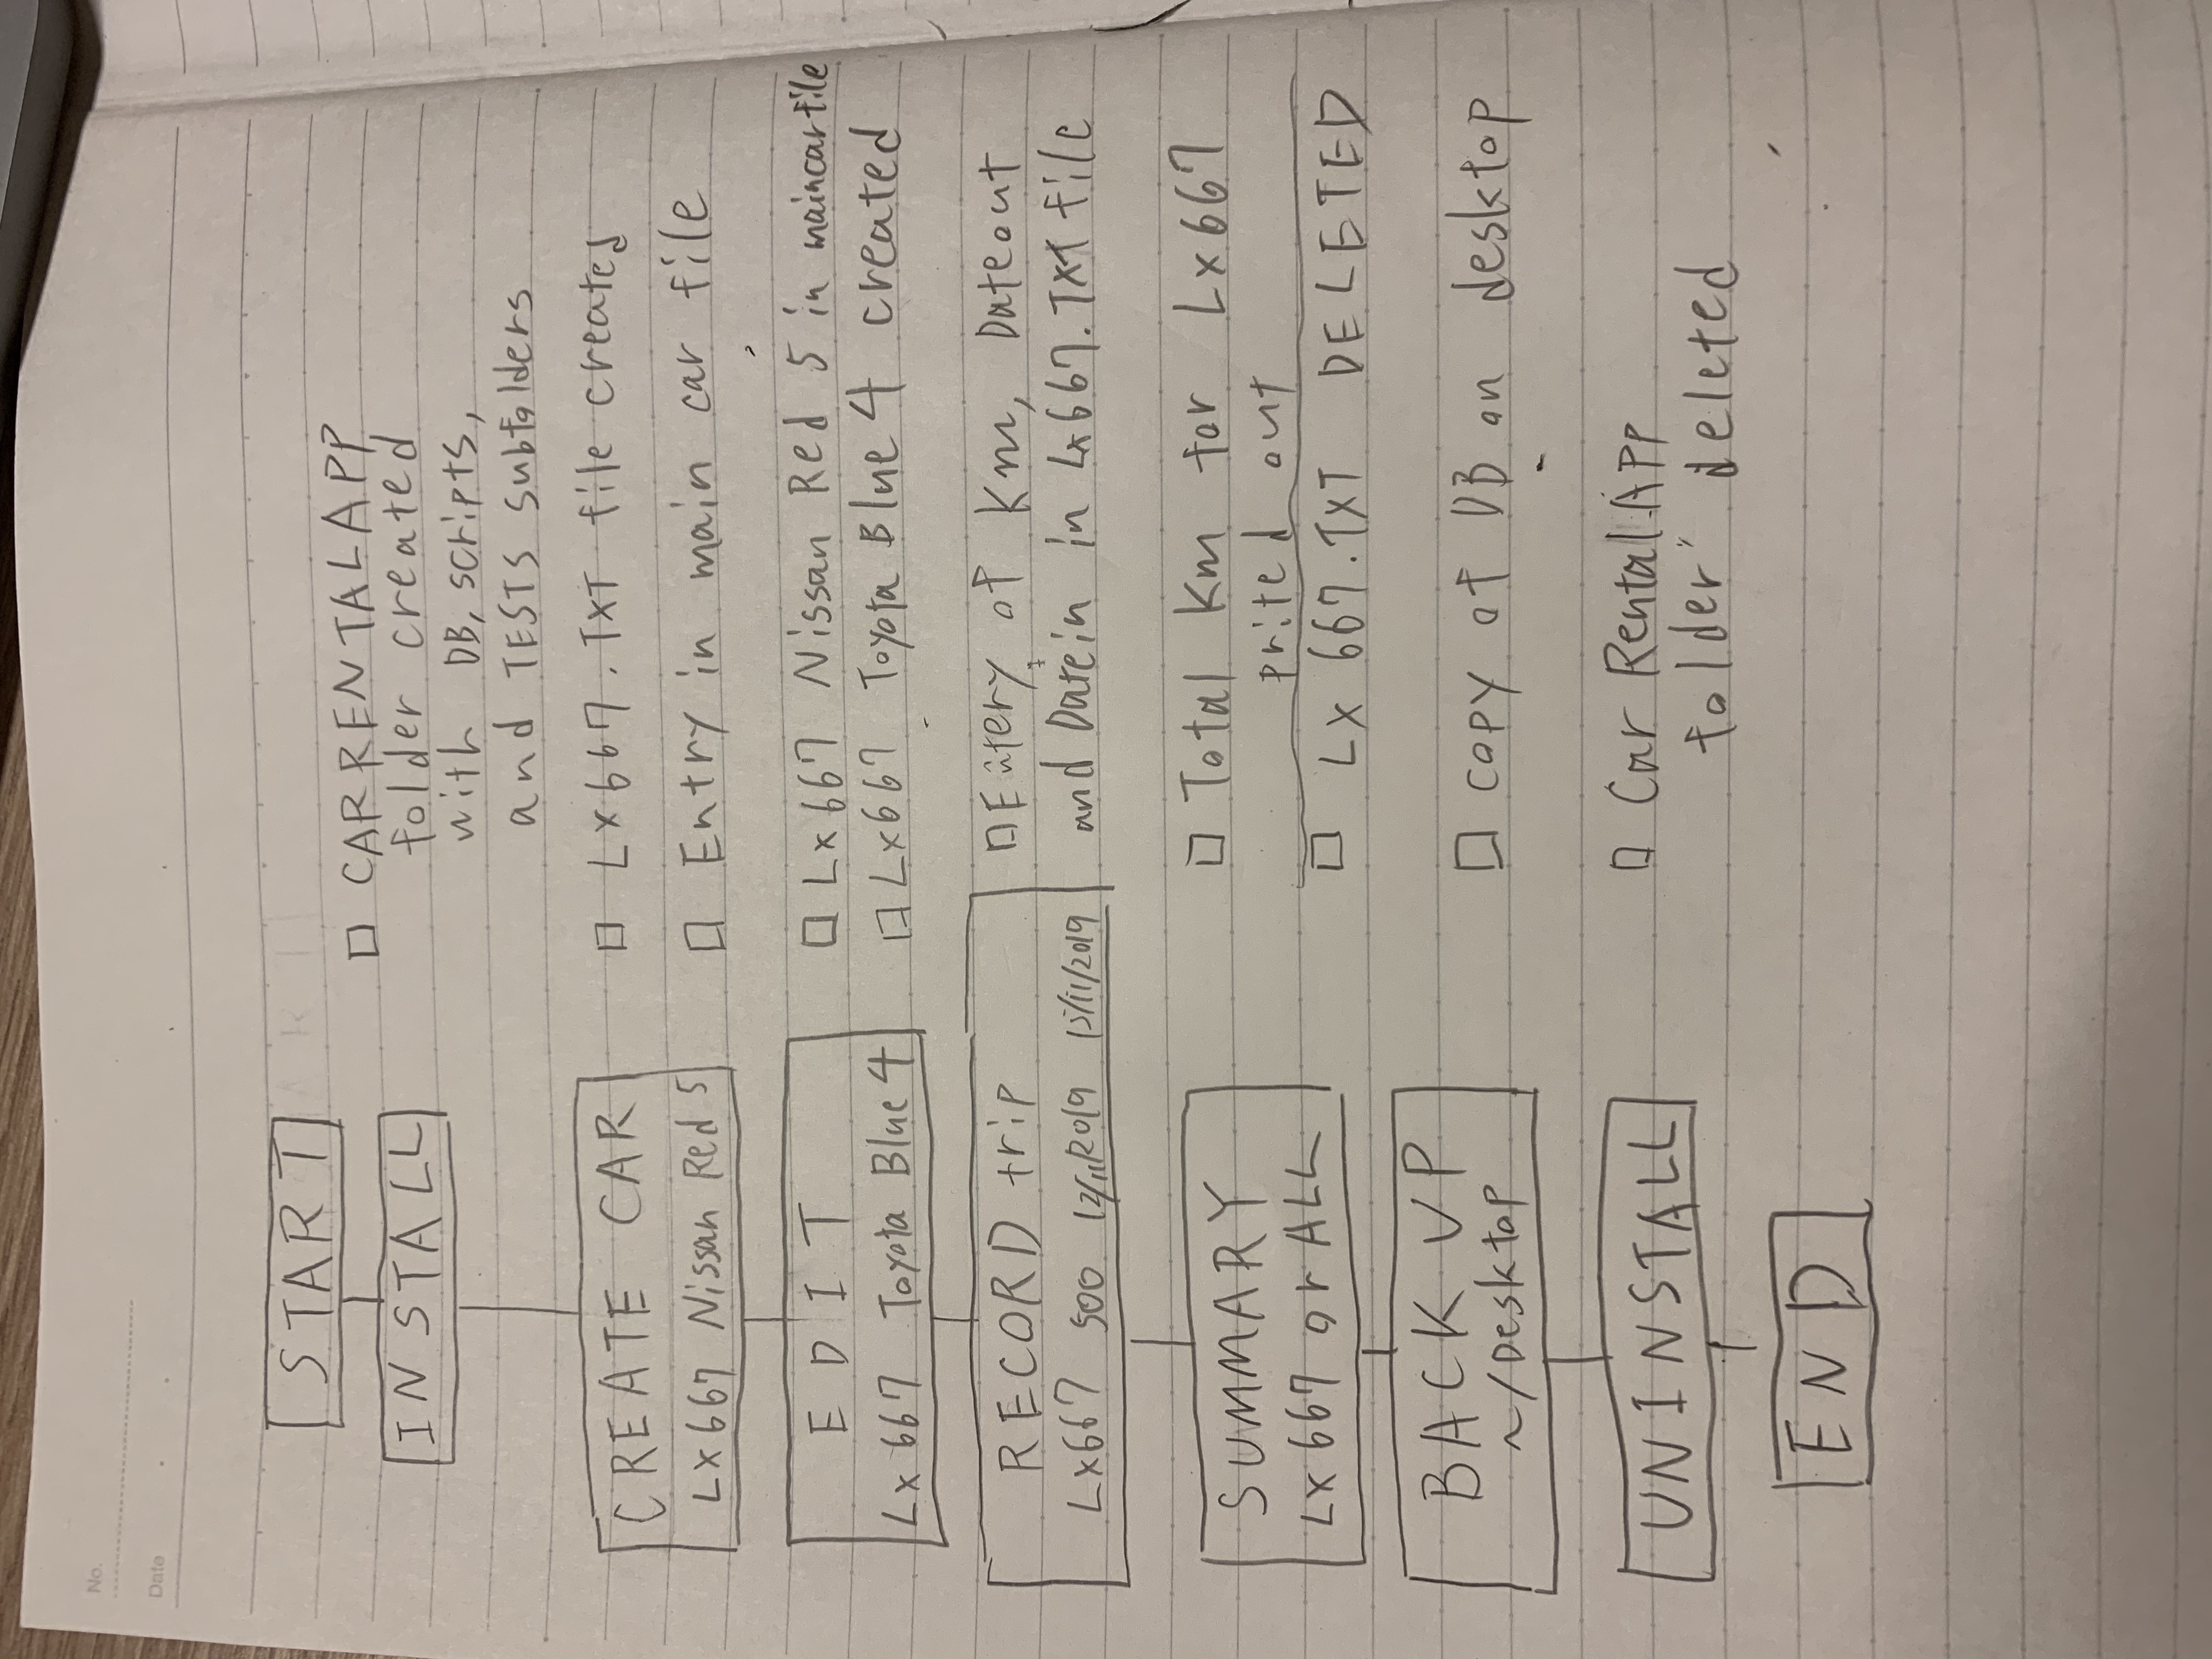 No.
Date
START
INSTALL
□ CARRENTALAPP
folder created
with DB, scripts,
and TESTS subfolders
CREATE CAR
Lx667 Nissan Red 5
□ Lx667.TxT file created
□ Entry in main car file
EDIT
Lx667 Toyota Blue 4
□ Lx667 Nissan Red 5 in maincarfile
□ Lx667 Toyota Blue 4 created
RECORD trip
Lx667 500 12/11/2019 15/11/2019
□ Entery of Km, Dateout
and Datein in Lx667.TXT file
SUMMARY
Lx667 or ALL
□ Total Km for Lx667
prited out
□ Lx667.TXT DELETED
BACK UP
~/Desktop
□ copy of DB on desktop
UNINSTALL
□ Car RentalAPP
folder" deleted
END